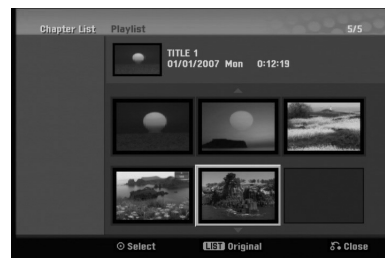 Chapter List Playlist 5/5
TITLE 1
01/01/2007 Mon 0:12:19
Select LIST Original Close